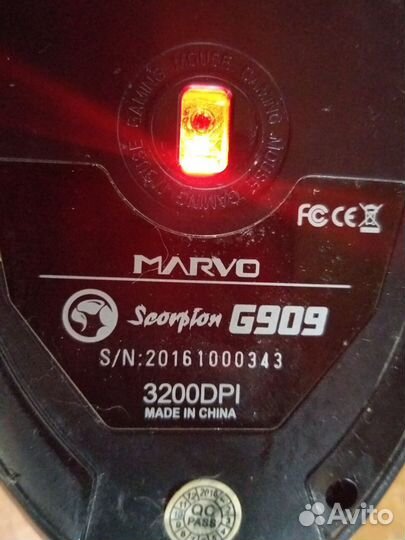 GAMING MOUSE GAMING MOUSE GAMING MOUSE
FC CE
MARVO
Scorpion G909
S/N:20161000343
3200DPI
MADE IN CHINA
2016
QC
PASS
Avito